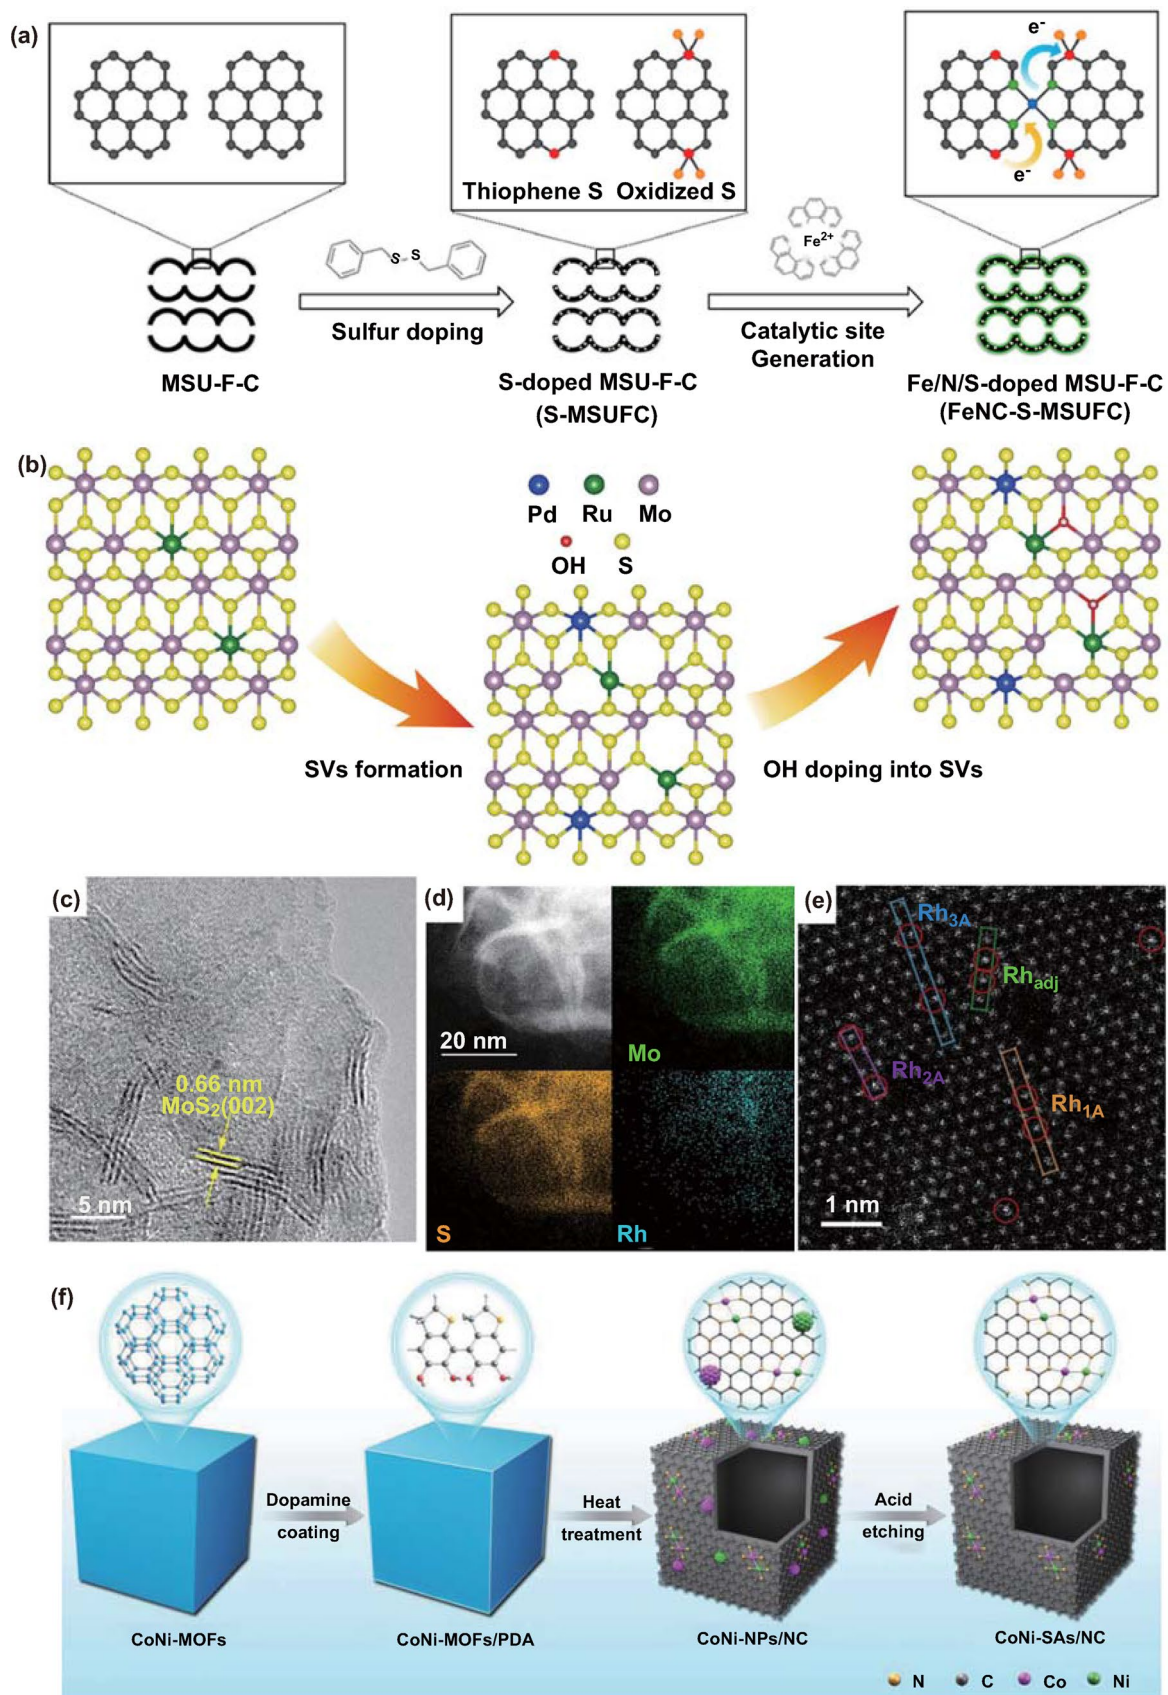 (a)
Thiophene S Oxidized S
e-
e-
S S
Fe2+
Sulfur doping
Catalytic site
Generation
MSU-F-C
S-doped MSU-F-C
(S-MSUFC)
Fe/N/S-doped MSU-F-C
(FeNC-S-MSUFC)
(b)
Pd Ru Mo
OH S
SVs formation
OH doping into SVs
(c)
0.66 nm
MoS2(002)
5 nm
(d)
20 nm
Mo
S
Rh
(e)
Rh3A
Rhadj
Rh2A
Rh1A
1 nm
(f)
Dopamine
coating
Heat
treatment
Acid
etching
CoNi-MOFs
CoNi-MOFs/PDA
CoNi-NPs/NC
CoNi-SAs/NC
N C Co Ni